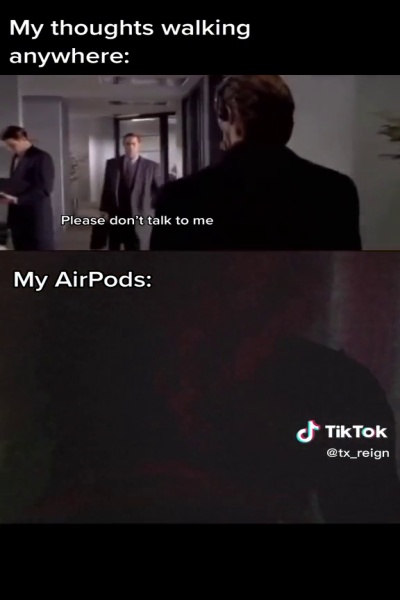 My thoughts walking
anywhere:
Please don't talk to me
My AirPods:
TikTok
@tx_reign